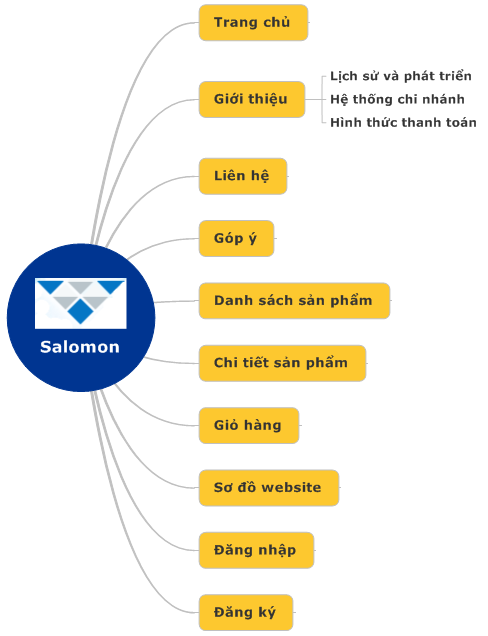 Trang chủ
Giới thiệu
Lịch sử và phát triển
Hệ thống chi nhánh
Hình thức thanh toán
Liên hệ
Góp ý
Salomon
Danh sách sản phẩm
Chi tiết sản phẩm
Giỏ hàng
Sơ đồ website
Đăng nhập
Đăng ký